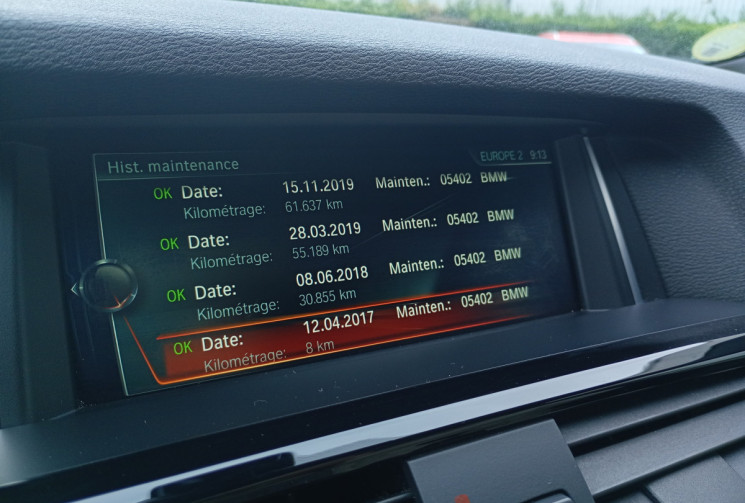 Hist. maintenance EUROPE 2 9:13
OK Date: 15.11.2019 Mainten.: 05402 BMW
Kilométrage: 61.637 km
OK Date: 28.03.2019 Mainten.: 05402 BMW
Kilométrage: 55.189 km
OK Date: 08.06.2018 Mainten.: 05402 BMW
Kilométrage: 30.855 km
OK Date: 12.04.2017 Mainten.: 05402 BMW
Kilométrage: 8 km